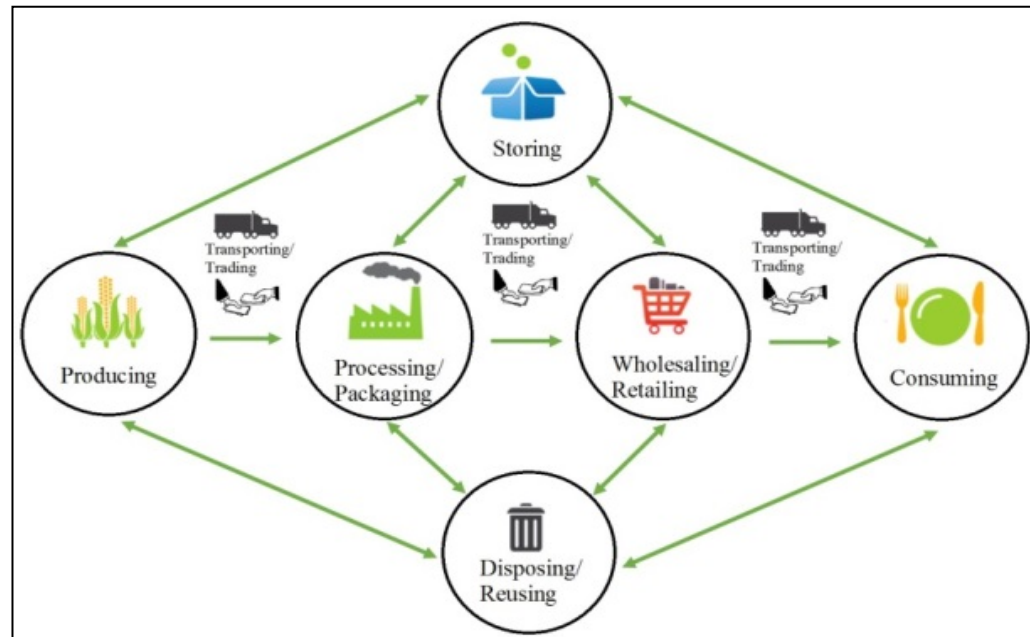 Storing
Transporting/
Trading
Transporting/
Trading
Transporting/
Trading
Producing
Processing/
Packaging
Wholesaling/
Retailing
Consuming
Disposing/
Reusing